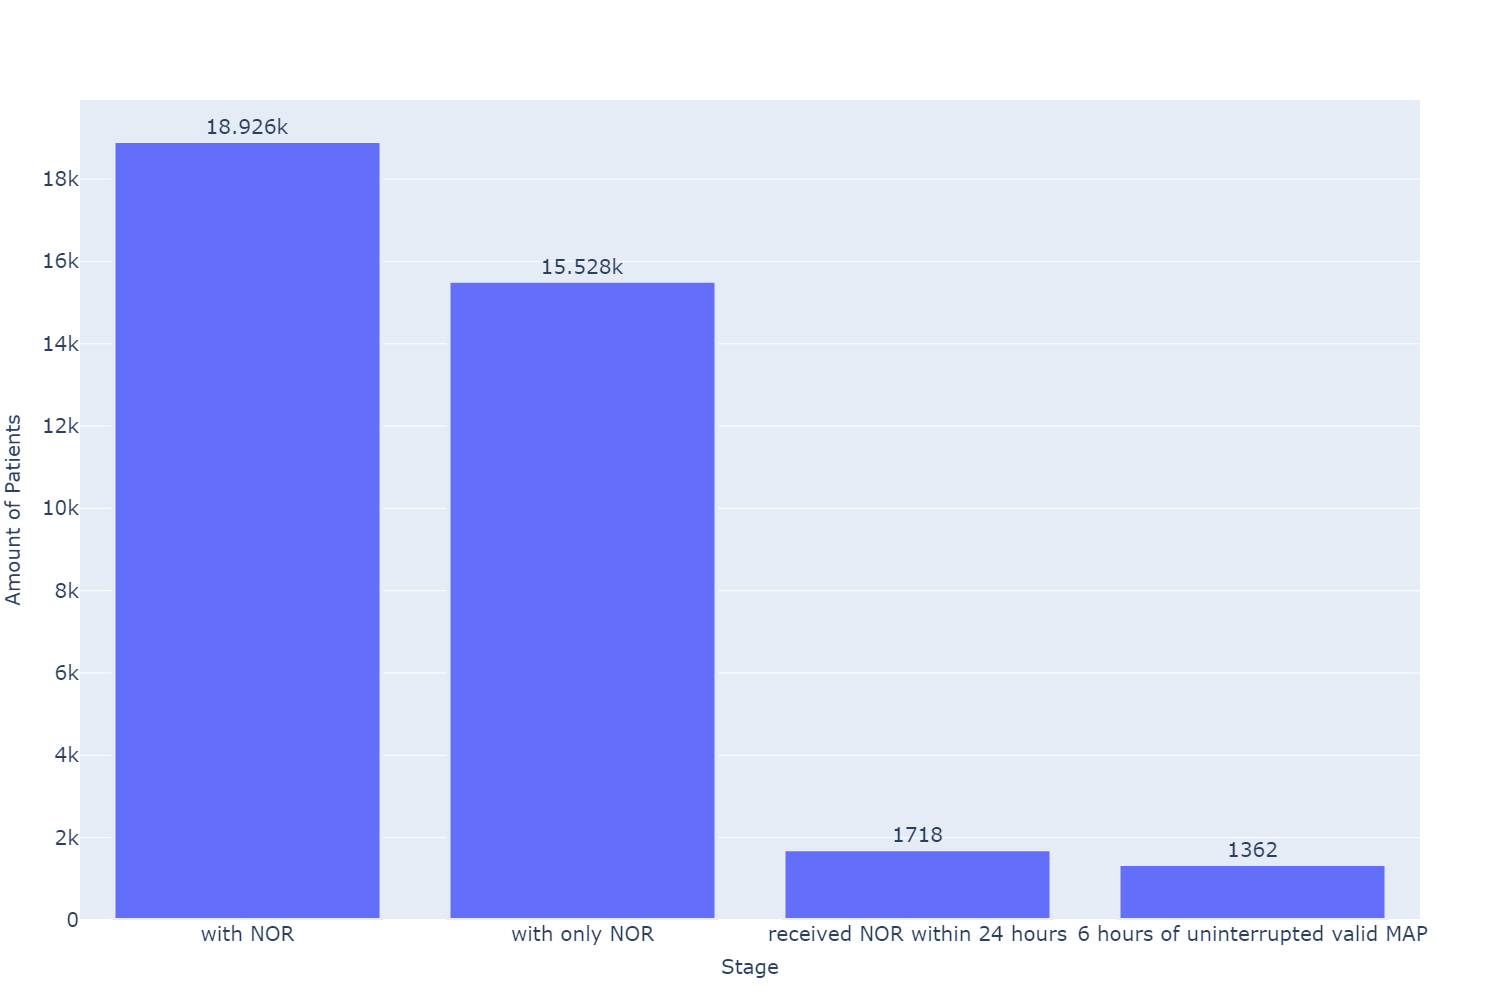 18.926k
18k
16k
15.528k
14k
12k
10k
8k
6k
4k
2k
1718
1362
0
Amount of Patients
with NOR
with only NOR
received NOR within 24 hours
6 hours of uninterrupted valid MAP
Stage